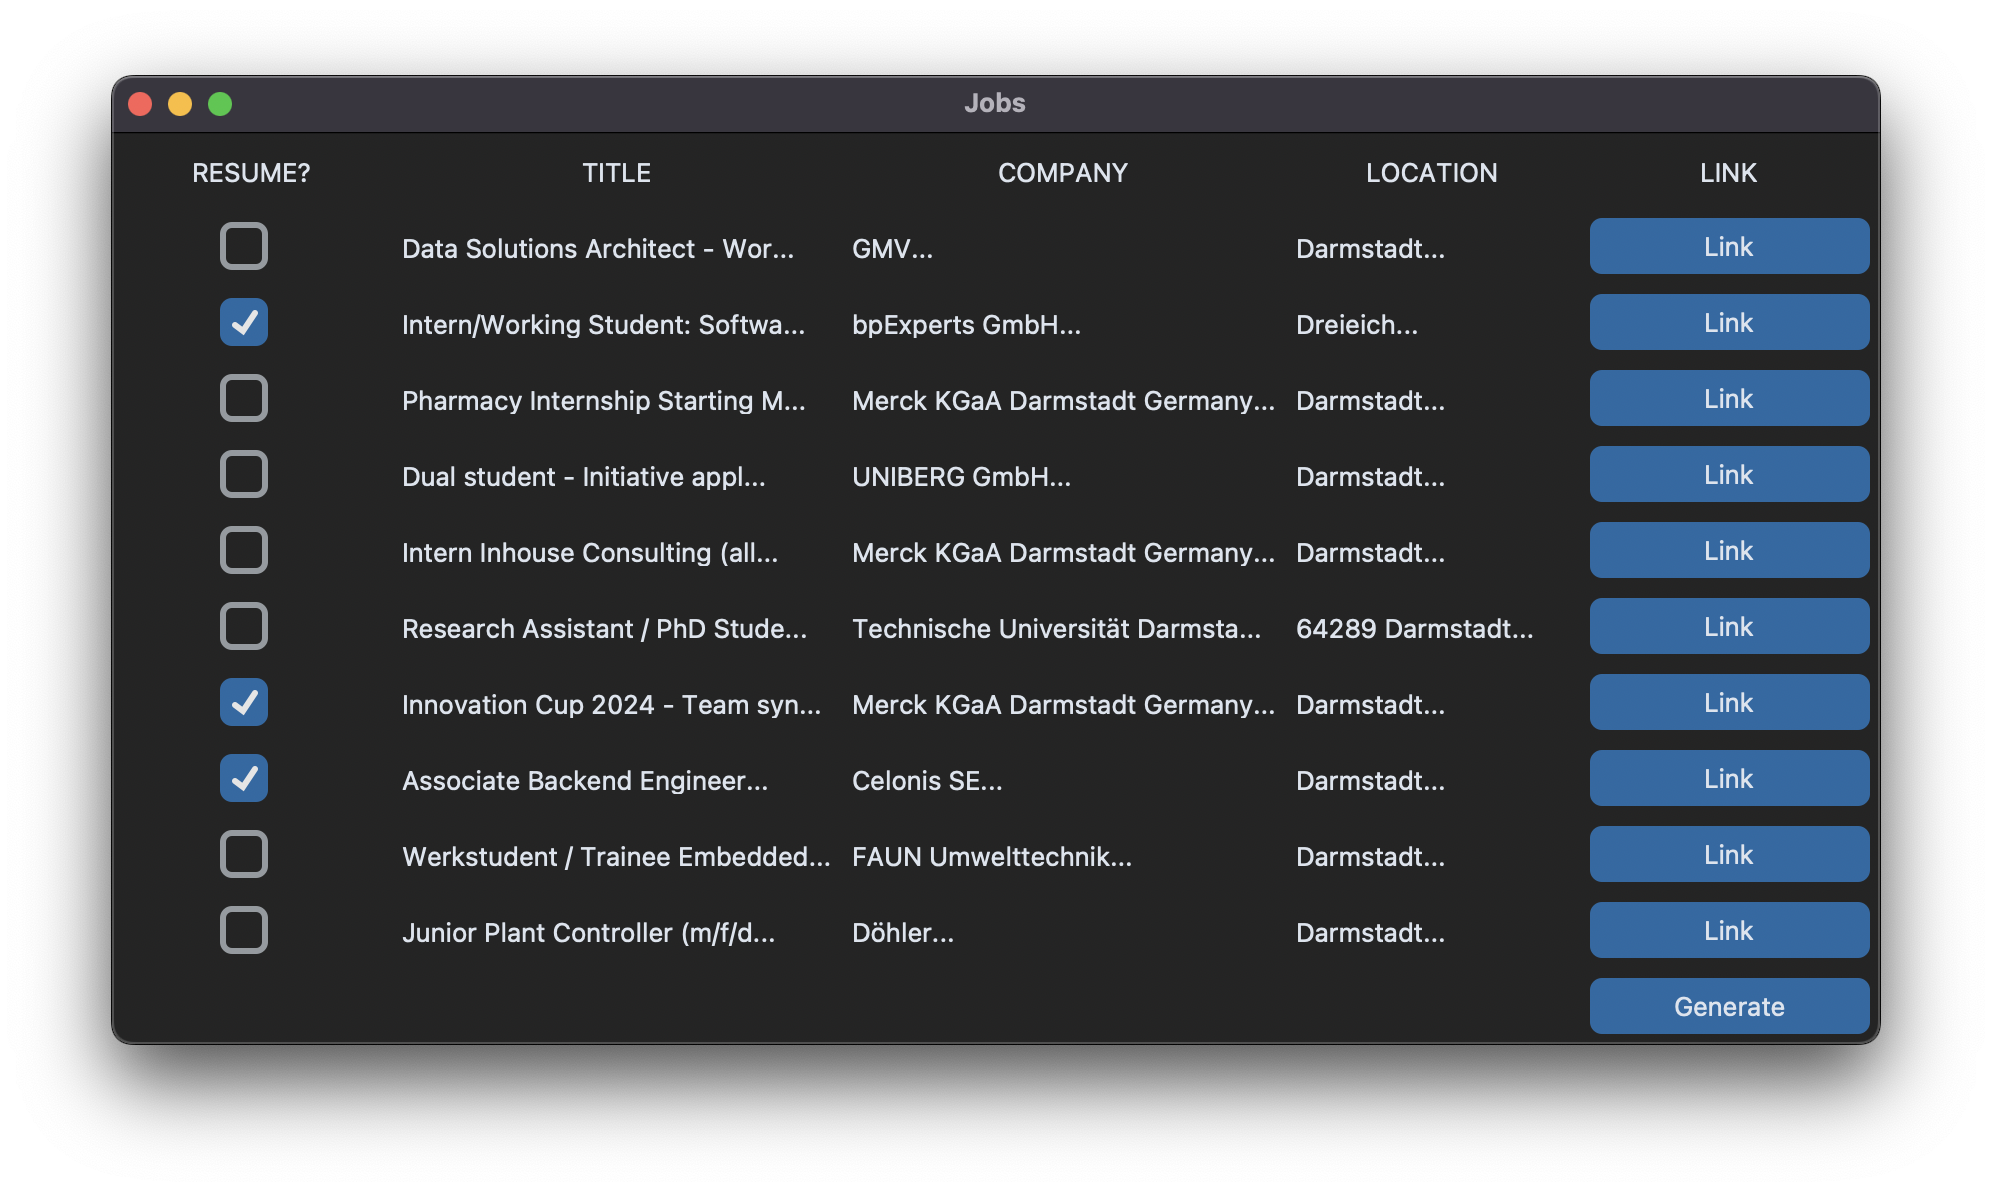 Jobs
RESUME? TITLE COMPANY LOCATION LINK
Data Solutions Architect - Wor... GMV... Darmstadt... Link
Intern/Working Student: Softwa... bpExperts GmbH... Dreieich... Link
Pharmacy Internship Starting M... Merck KGaA Darmstadt Germany... Darmstadt... Link
Dual student - Initiative appl... UNIBERG GmbH... Darmstadt... Link
Intern Inhouse Consulting (all... Merck KGaA Darmstadt Germany... Darmstadt... Link
Research Assistant / PhD Stude... Technische Universität Darmsta... 64289 Darmstadt... Link
Innovation Cup 2024 - Team syn... Merck KGaA Darmstadt Germany... Darmstadt... Link
Associate Backend Engineer... Celonis SE... Darmstadt... Link
Werkstudent / Trainee Embedded... FAUN Umwelttechnik... Darmstadt... Link
Junior Plant Controller (m/f/d... Döhler... Darmstadt... Link
Generate